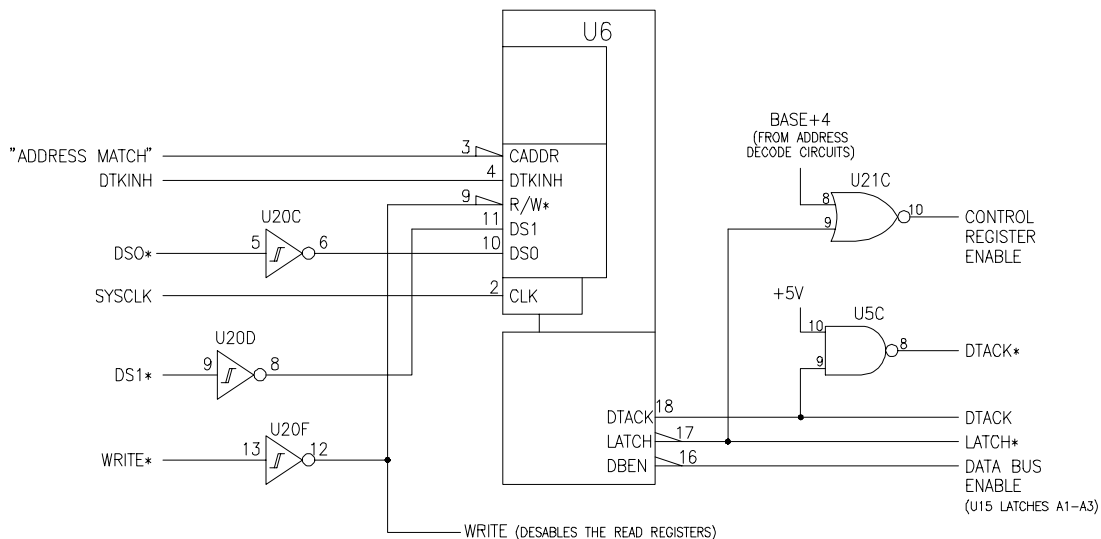 U6
BASE+4
(FROM ADDRESS
DECODE CIRCUITS)
"ADDRESS MATCH"
3
CADDR
U21C
DTKINH
4
DTKINH
8
9
R/W*
9
10
CONTROL
REGISTER
ENABLE
U20C
11
DS1
DS0*
5
6
10
DS0
SYSCLK
2
CLK
+5V
U5C
10
U20D
8
DTACK*
9
DS1*
9
8
DTACK
18
DTACK
U20F
LATCH
17
LATCH*
WRITE*
13
12
DBEN
16
DATA BUS
ENABLE
(U15 LATCHES A1-A3)
WRITE (DESABLES THE READ REGISTERS)